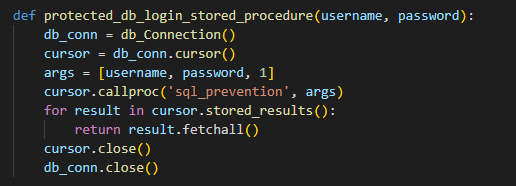 def protected_db_login_stored_procedure(username, password):
    db_conn = db_Connection()
    cursor = db_conn.cursor()
    args = [username, password, 1]
    cursor.callproc('sql_prevention', args)
    for result in cursor.stored_results():
        return result.fetchall()
    cursor.close()
    db_conn.close()